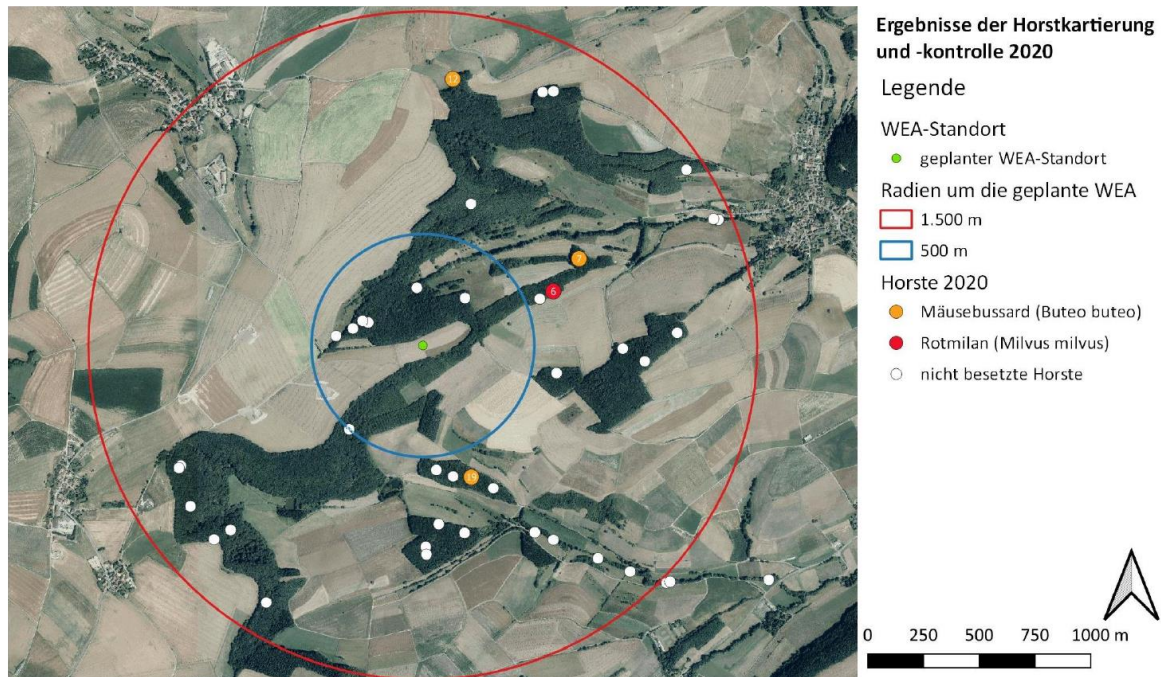 Ergebnisse der Horstkartierung
und -kontrolle 2020
Legende
WEA-Standort
geplanter WEA-Standort
Radien um die geplante WEA
1.500 m
500 m
Horste 2020
Mäusebussard (Buteo buteo)
Rotmilan (Milvus milvus)
nicht besetzte Horste
12
7
6
19
0 250 500 1000 m